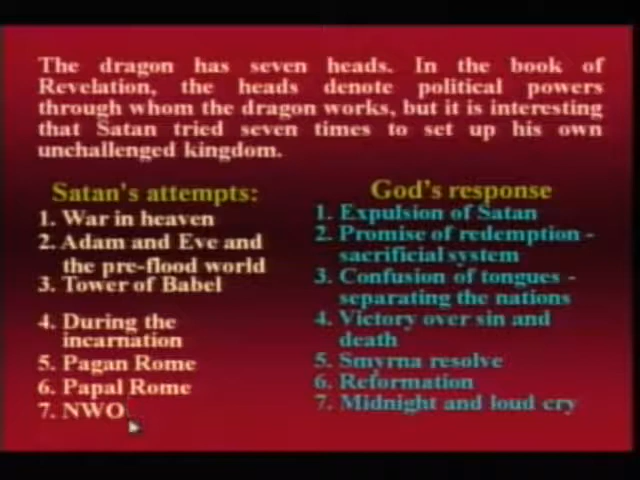 The dragon has seven heads. In the book of
Revelation, the heads denote political powers
through whom the dragon works, but it is interesting
that Satan tried seven times to set up his own
unchallenged kingdom.
Satan's attempts:
1. War in heaven
2. Adam and Eve and
the pre-flood world
3. Tower of Babel
4. During the
incarnation
5. Pagan Rome
6. Papal Rome
7. NWO
God's response
1. Expulsion of Satan
2. Promise of redemption -
sacrificial system
3. Confusion of tongues -
separating the nations
4. Victory over sin and
death
5. Smyrna resolve
6. Reformation
7. Midnight and loud cry